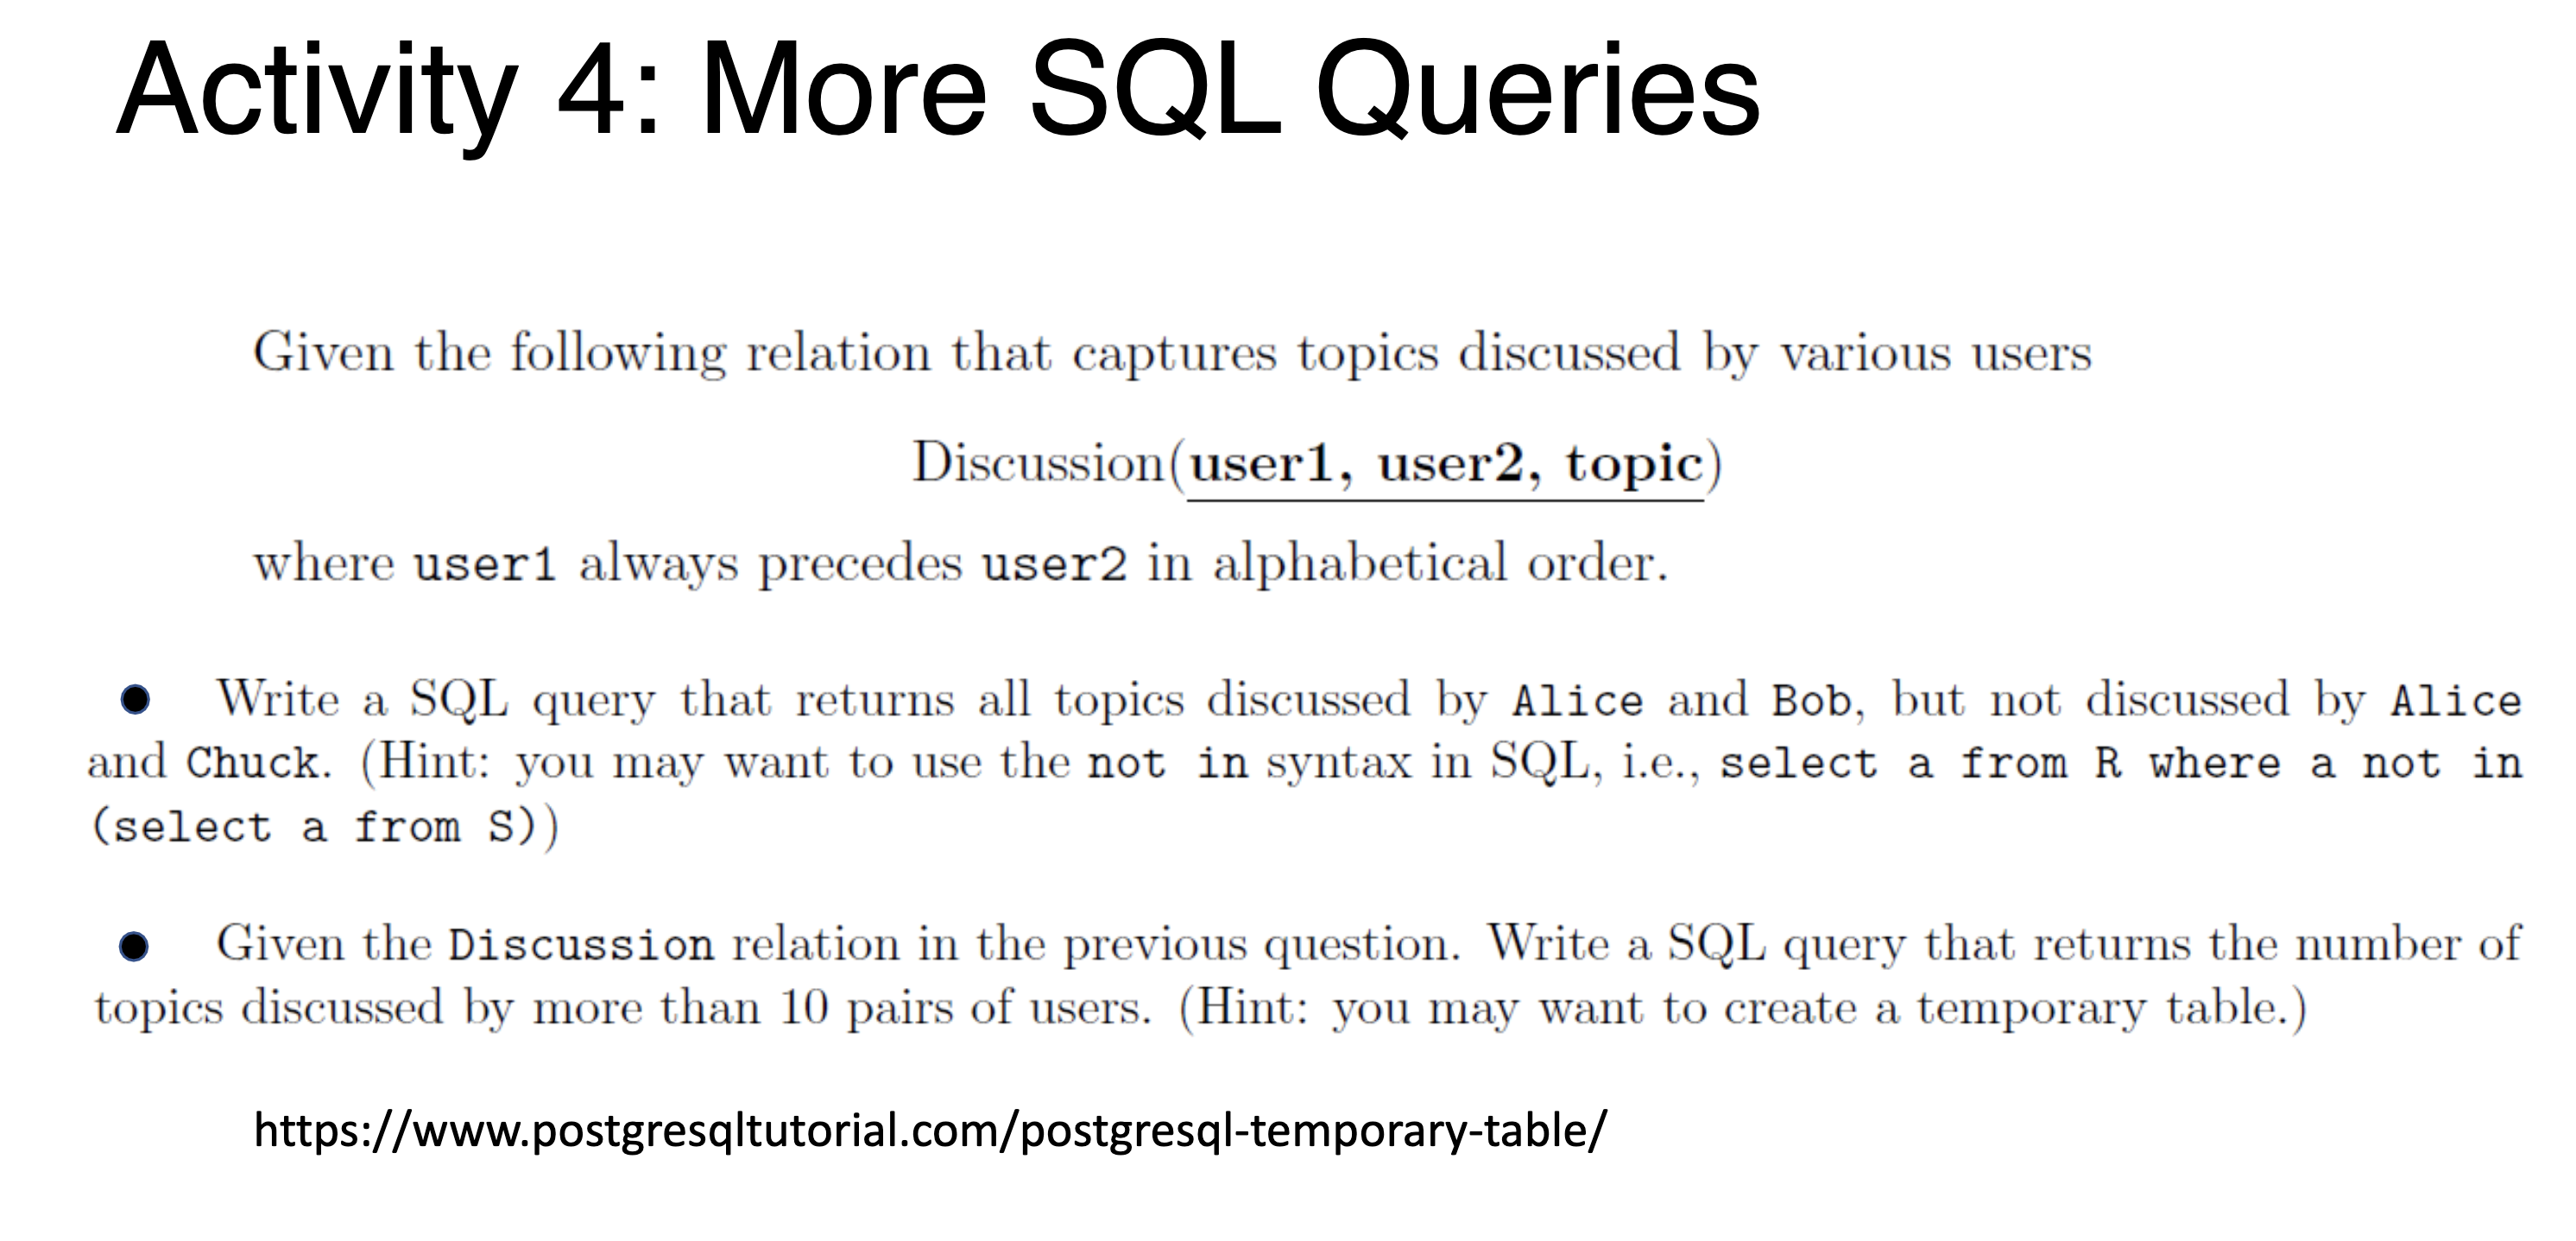 Activity 4: More SQL Queries
Given the following relation that captures topics discussed by various users
Discussion(user1, user2, topic)
where user1 always precedes user2 in alphabetical order.
● Write a SQL query that returns all topics discussed by Alice and Bob, but not discussed by Alice
and Chuck. (Hint: you may want to use the not in syntax in SQL, i.e., select a from R where a not in
(select a from S))
● Given the Discussion relation in the previous question. Write a SQL query that returns the number of
topics discussed by more than 10 pairs of users. (Hint: you may want to create a temporary table.)
https://www.postgresqltutorial.com/postgresql-temporary-table/